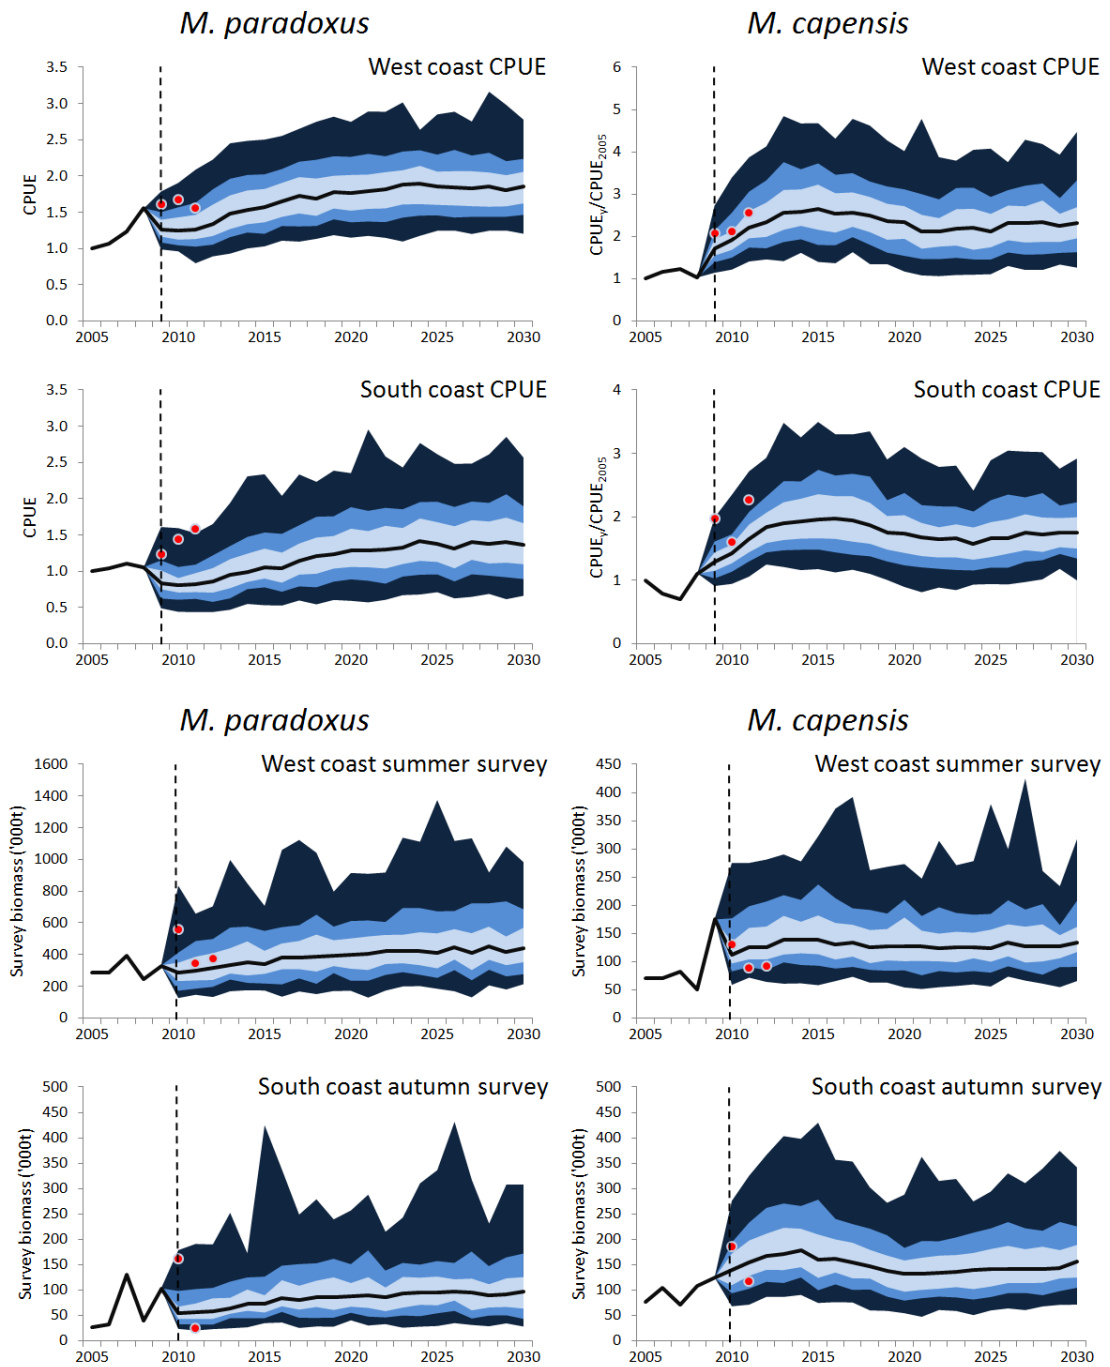 M. paradoxus
M. capensis
West coast CPUE
3.5
3.0
2.5
2.0
1.5
1.0
0.5
0.0
CPUE
2005 2010 2015 2020 2025 2030
West coast CPUE
6
5
4
3
2
1
0
CPUEy/CPUE2005
2005 2010 2015 2020 2025 2030
South coast CPUE
3.5
3.0
2.5
2.0
1.5
1.0
0.5
0.0
CPUE
2005 2010 2015 2020 2025 2030
South coast CPUE
4
3
2
1
0
CPUEy/CPUE2005
2005 2010 2015 2020 2025 2030
M. paradoxus
M. capensis
West coast summer survey
1600
1400
1200
1000
800
600
400
200
0
Survey biomass ('000t)
2005 2010 2015 2020 2025 2030
West coast summer survey
450
400
350
300
250
200
150
100
50
0
Survey biomass ('000t)
2005 2010 2015 2020 2025 2030
South coast autumn survey
500
450
400
350
300
250
200
150
100
50
0
Survey biomass ('000t)
2005 2010 2015 2020 2025 2030
South coast autumn survey
500
450
400
350
300
250
200
150
100
50
0
Survey biomass ('000t)
2005 2010 2015 2020 2025 2030